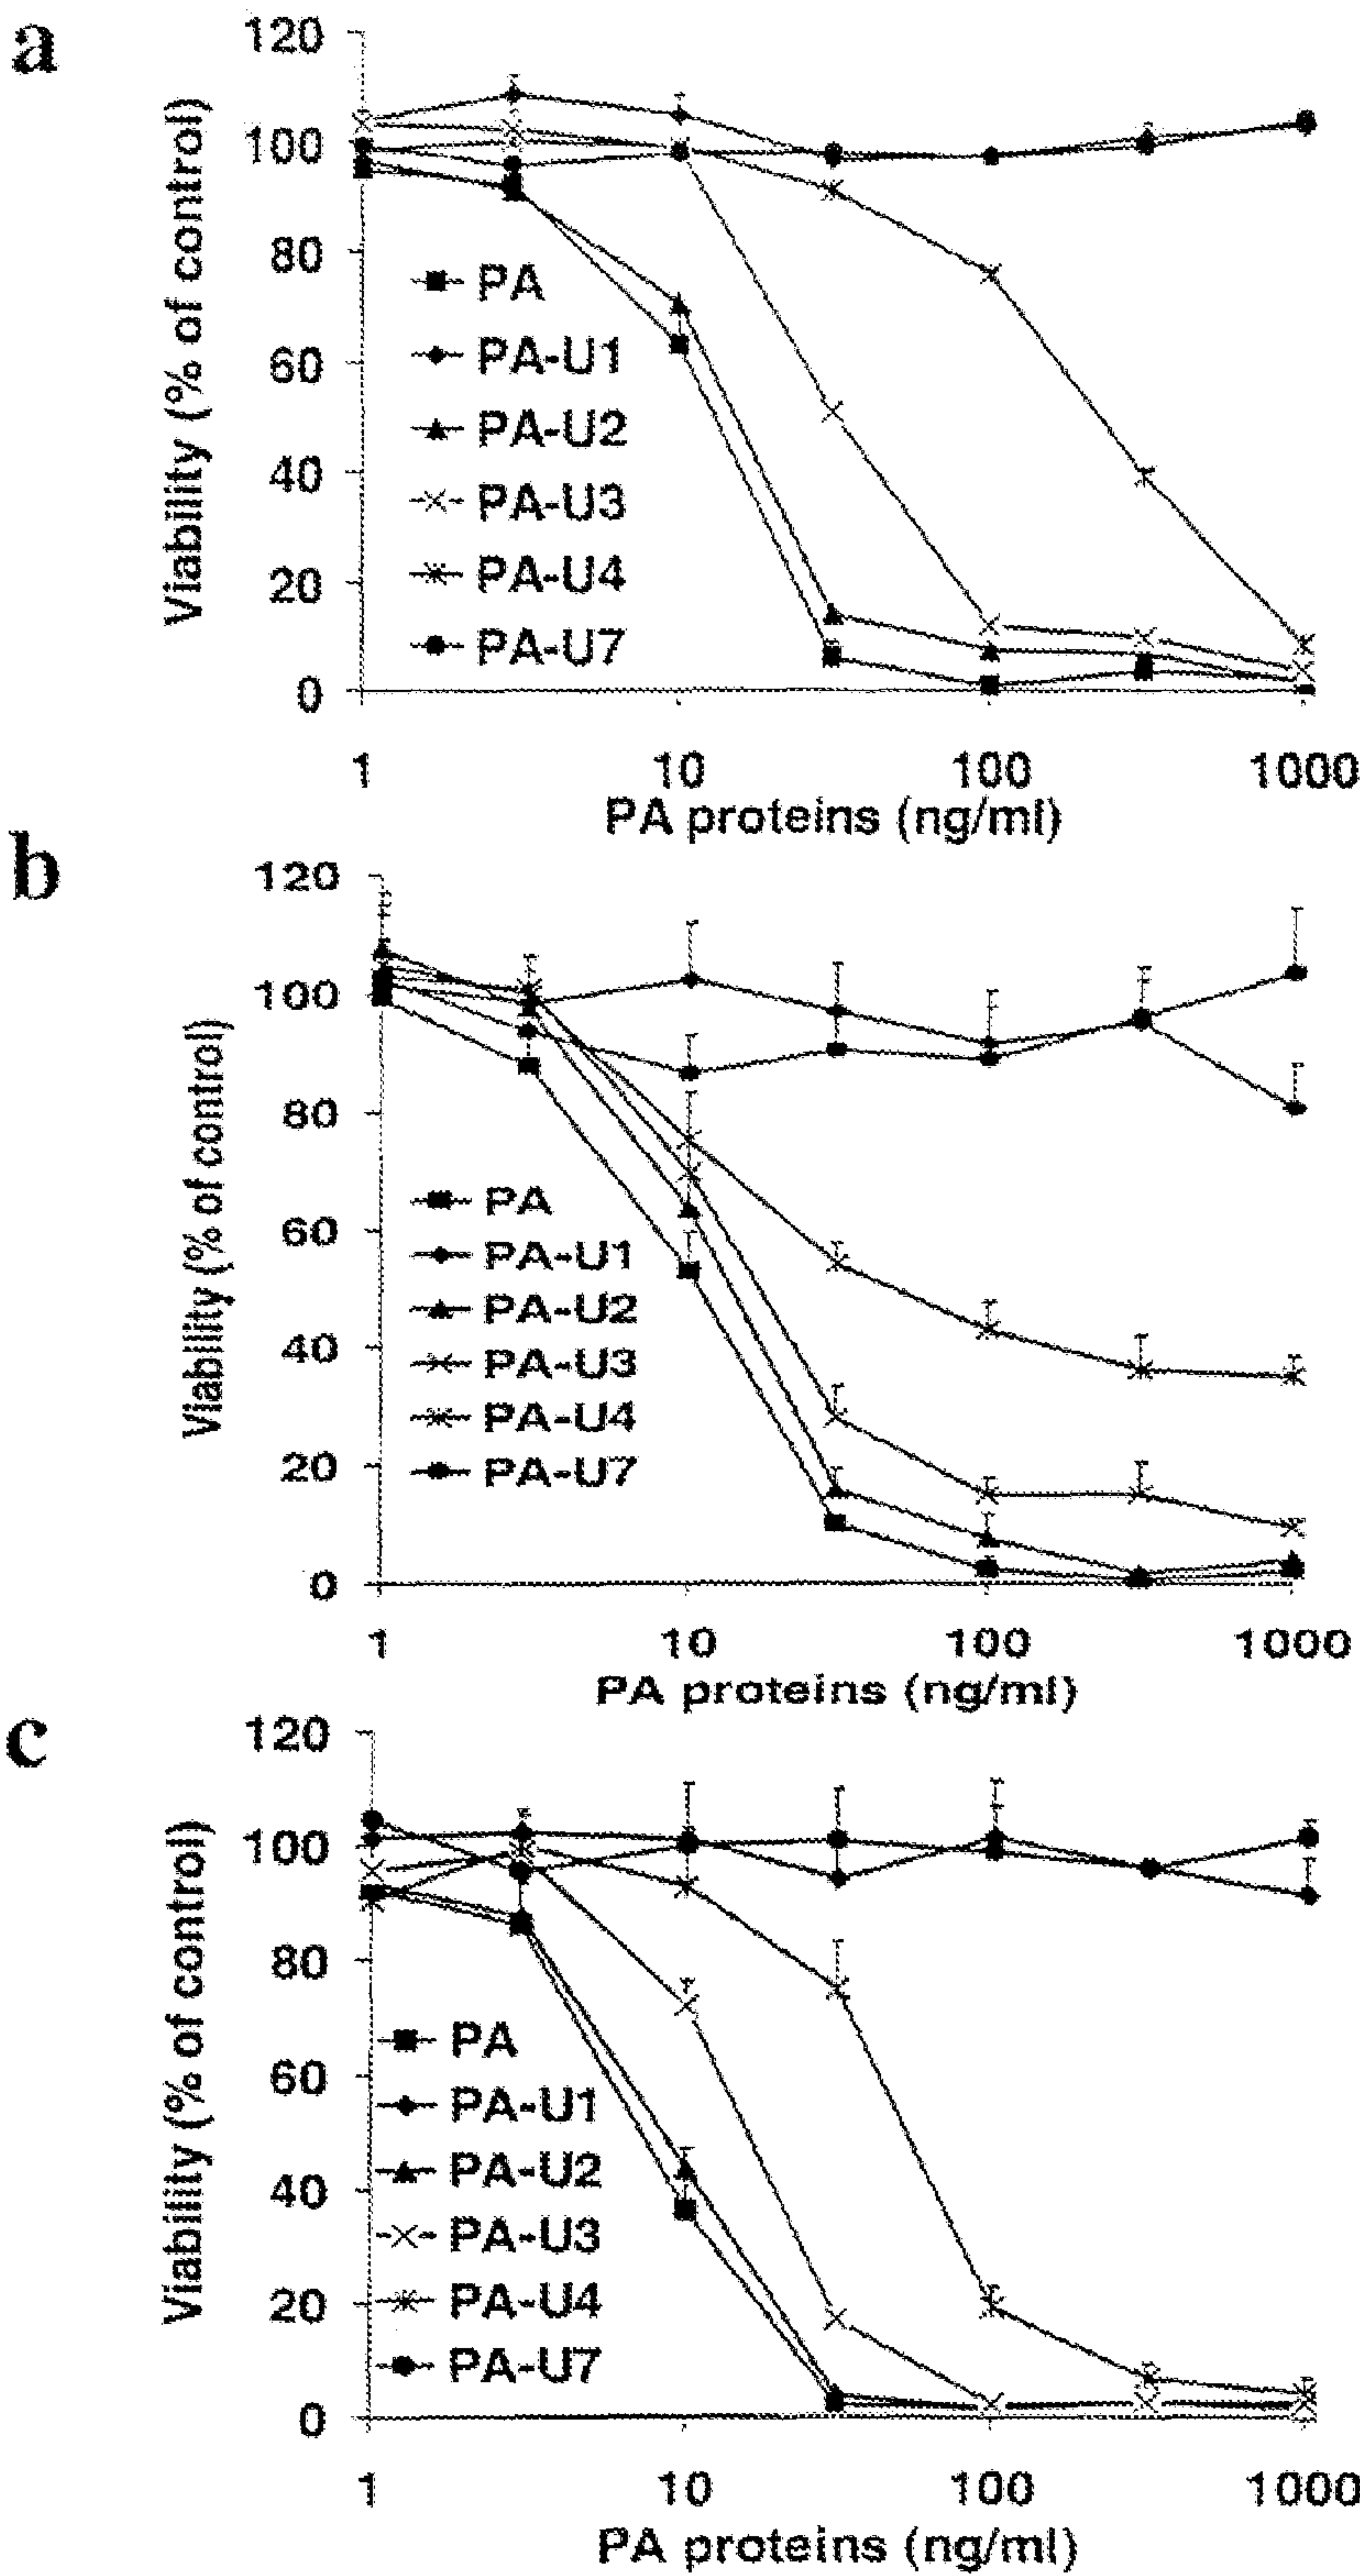 a
120
100
80
60
40
20
0
Viability (% of control)
PA
PA-U1
PA-U2
PA-U3
PA-U4
PA-U7
1 10 100 1000
PA proteins (ng/ml)
b
120
100
80
60
40
20
0
Viability (% of control)
PA
PA-U1
PA-U2
PA-U3
PA-U4
PA-U7
1 10 100 1000
PA proteins (ng/ml)
c
120
100
80
60
40
20
0
Viability (% of control)
PA
PA-U1
PA-U2
PA-U3
PA-U4
PA-U7
1 10 100 1000
PA proteins (ng/ml)